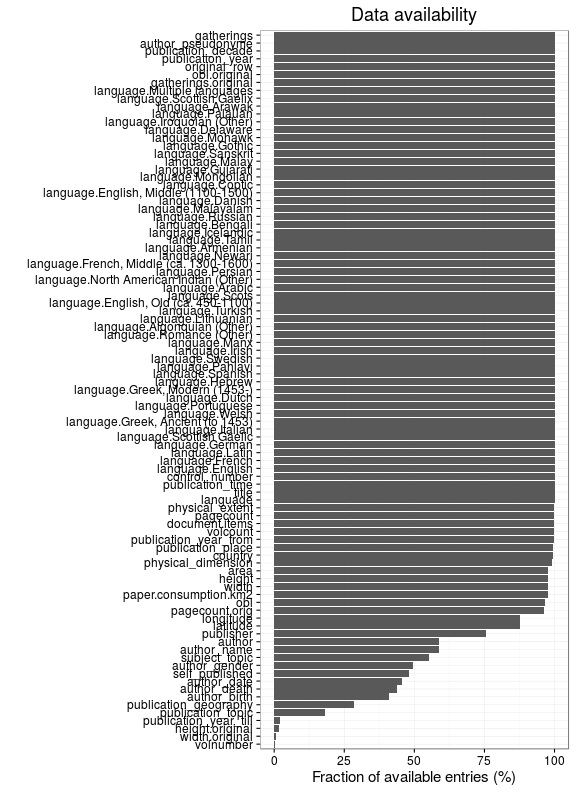 Data availability
gatherings
author_pseudonyme
publication_decade
publication_year
original_row
obl.original
gatherings.original
language.Multiple languages
language.Scottish Gaelix
language.Arawak
language.Palauan
language.Iroquoian (Other)
language.Delaware
language.Mohawk
language.Gothic
language.Sanskrit
language.Malay
language.Gujarati
language.Mongolian
language.Coptic
language.English, Middle (1100-1500)
language.Danish
language.Malayalam
language.Russian
language.Bengali
language.Icelandic
language.Tamil
language.Armenian
language.Newari
language.French, Middle (ca. 1300-1600)
language.Persian
language.North American Indian (Other)
language.Arabic
language.Scots
language.English, Old (ca. 450-1100)
language.Turkish
language.Lithuanian
language.Algonquian (Other)
language.Romance (Other)
language.Manx
language.Irish
language.Swedish
language.Pahlavi
language.Spanish
language.Hebrew
language.Greek, Modern (1453-)
language.Dutch
language.Portuguese
language.Welsh
language.Greek, Ancient (to 1453)
language.Italian
language.Scottish Gaelic
language.German
language.Latin
language.French
language.English
control_number
publication_time
title
language
physical_extent
pagecount
document.items
volcount
publication_year_from
publication_place
country
physical_dimension
area
height
width
paper.consumption.km2
obl
pagecount.orig
longitude
latitude
publisher
author
author_name
subject_topic
author_gender
self_published
author_date
author_death
author_birth
publication_geography
publication_topic
publication_year_till
height.original
width.original
volnumber
0 25 50 75 100
Fraction of available entries (%)